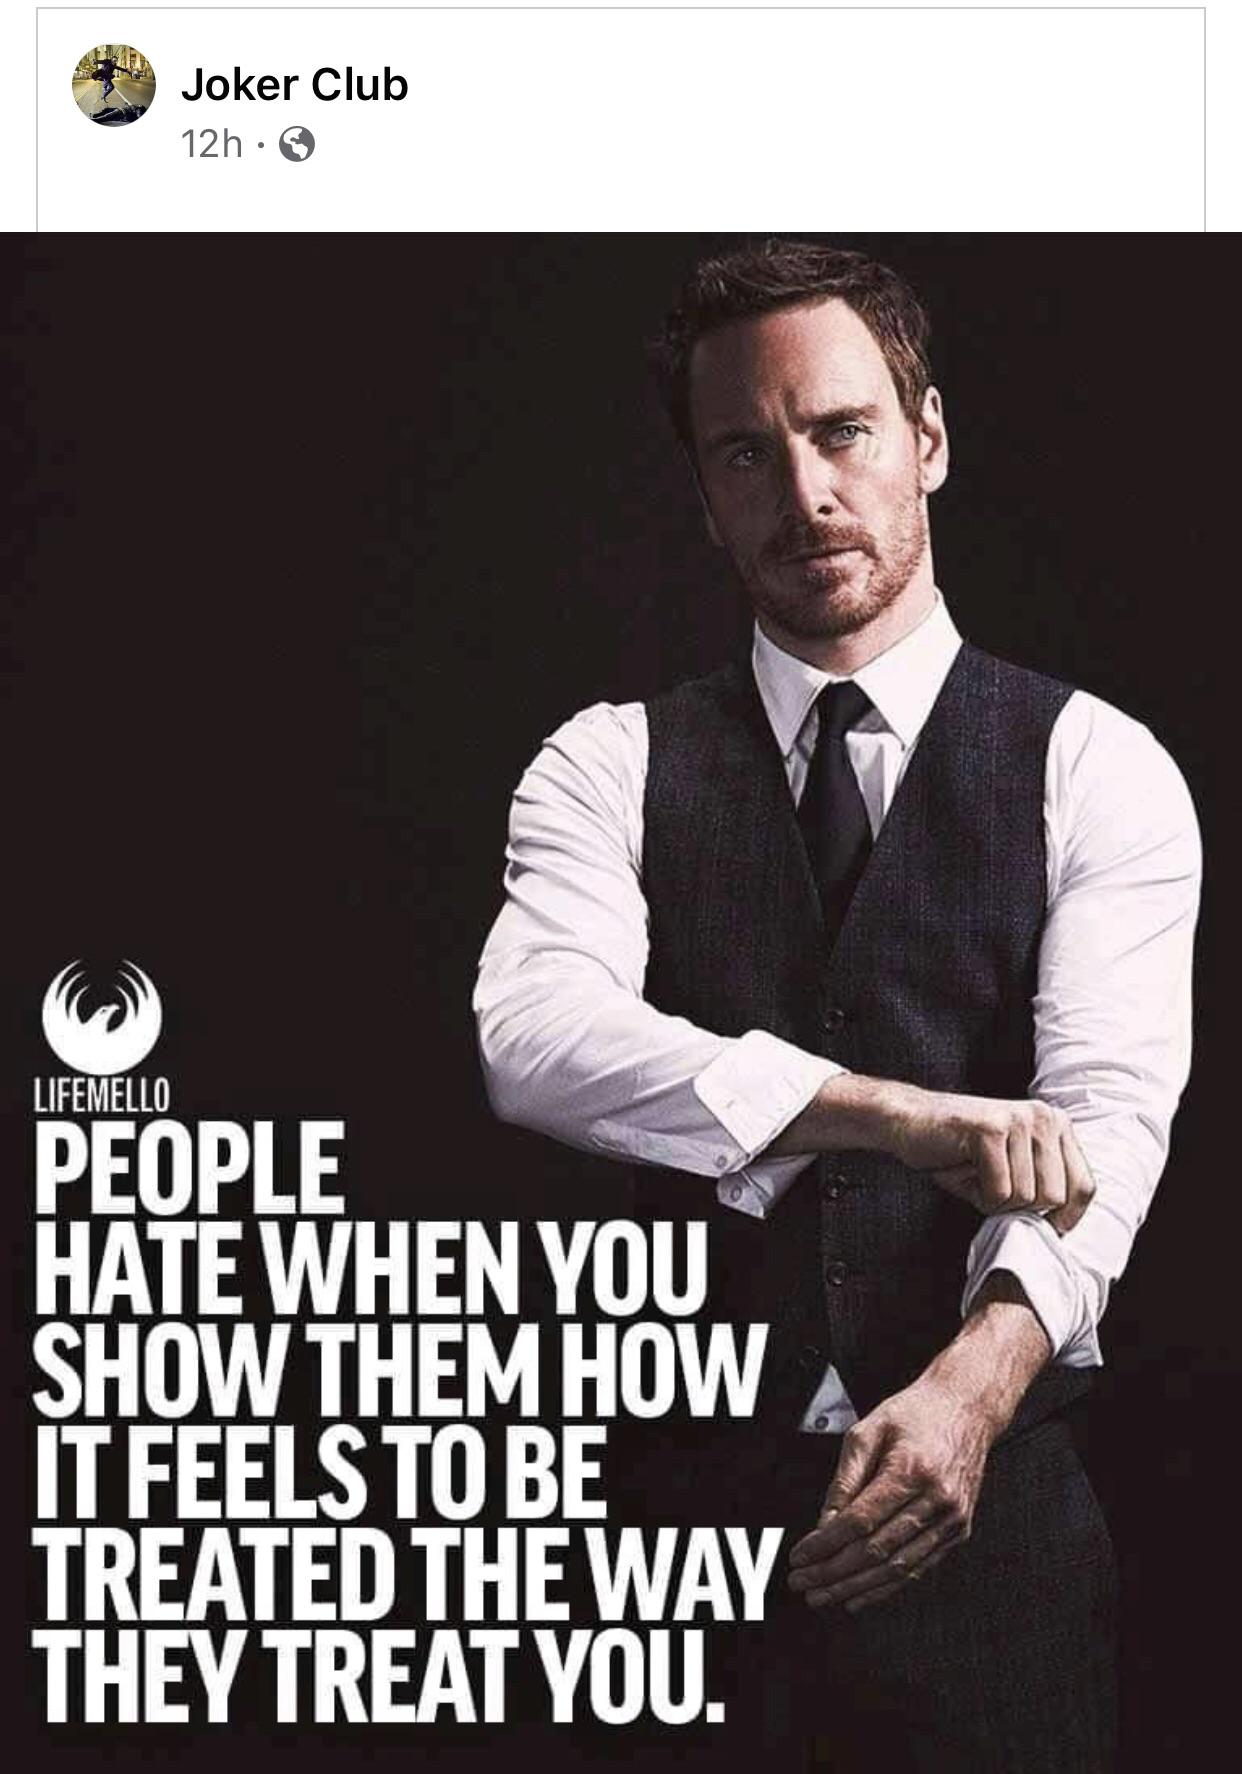 Joker Club
12h ·
LIFEMELLO
PEOPLE
HATE WHEN YOU
SHOW THEM HOW
IT FEELS TO BE
TREATED THE WAY
THEY TREAT YOU.